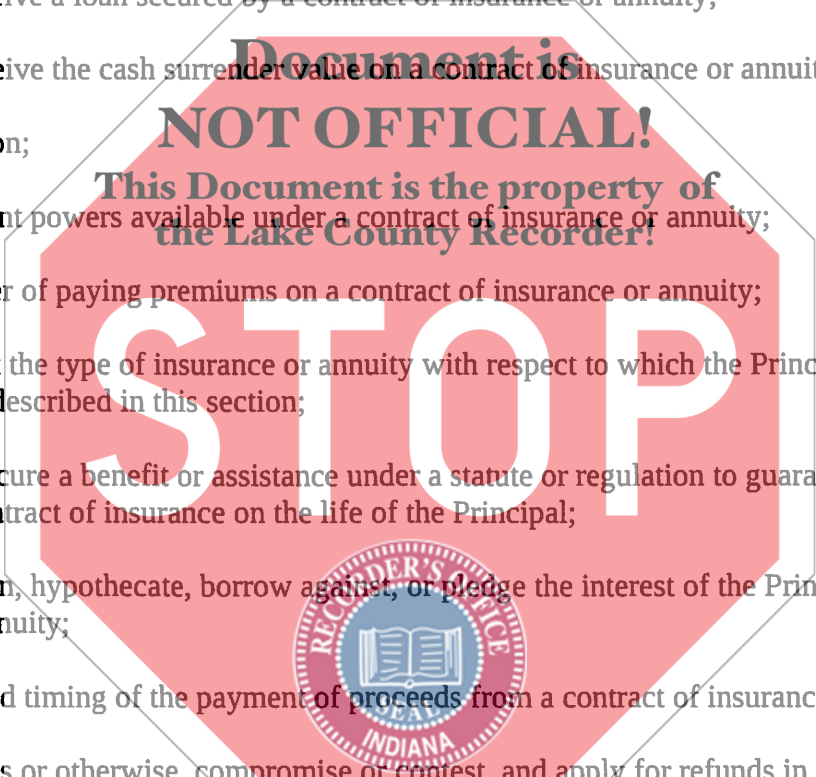 ive a loan secured by a contract of insurance or annuity;
Document is
eive the cash surrender value on a contract of insurance or annuit
NOT OFFICIAL!
on;
This Document is the property of
nt powers available under a contract of insurance or annuity;
the Lake County Recorder!
r of paying premiums on a contract of insurance or annuity;
STOP
the type of insurance or annuity with respect to which the Princ
described in this section;
cure a benefit or assistance under a statute or regulation to guara
tract of insurance on the life of the Principal;
RECORDER'S OFFICE
n, hypothecate, borrow against, or pledge the interest of the Prin
nuity;
d timing of the payment of proceeds from a contract of insuranc
SEAL
INDIANA
s or otherwise, compromise or contest, and apply for refunds in